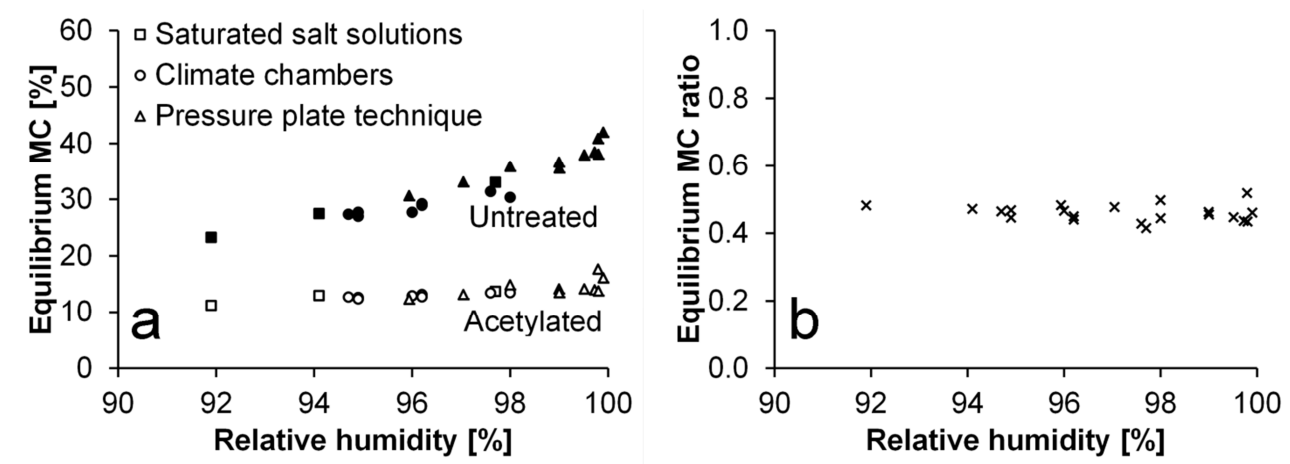 60
50
40
30
20
10
0
Equilibrium MC [%]
Saturated salt solutions
Climate chambers
Pressure plate technique
Untreated
Acetylated
a
90 92 94 96 98 100
Relative humidity [%]
1.0
0.8
0.6
0.4
0.2
0.0
Equilibrium MC ratio
b
90 92 94 96 98 100
Relative humidity [%]